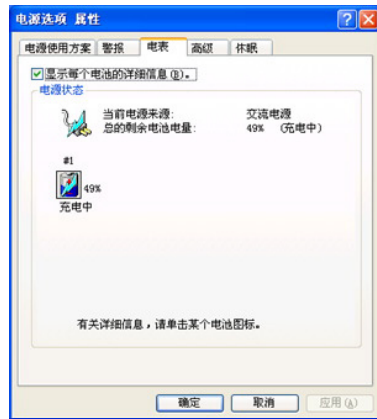 电源选项 属性
电源使用方案 警报 电表 高级 休眠
显示每个电池的详细信息(D)。
电源状态
当前电源来源: 交流电源
总的剩余电池电量: 49% (充电中)
#1
49%
充电中
有关详细信息，请单击某个电池图标。
确定 取消 应用(A)